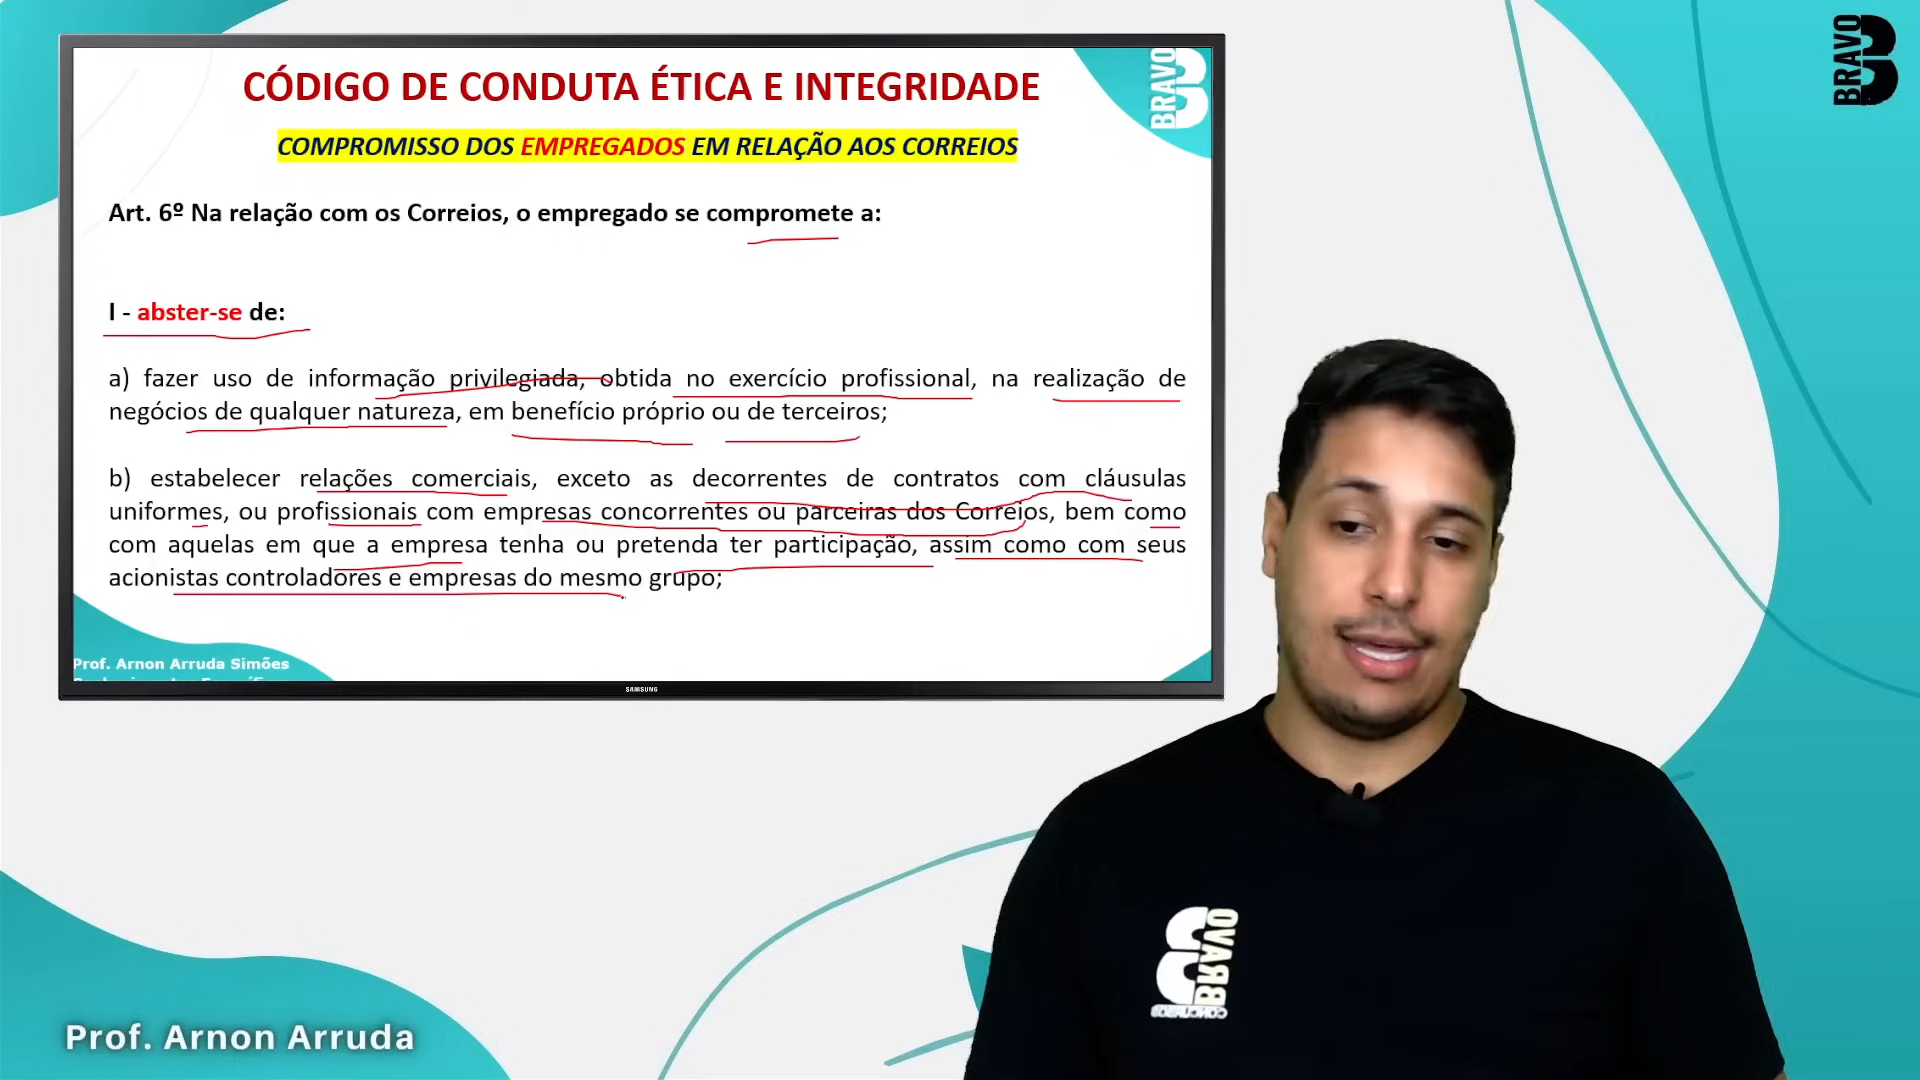 BRAVO
CÓDIGO DE CONDUTA ÉTICA E INTEGRIDADE
BRAVO
COMPROMISSO DOS EMPREGADOS EM RELAÇÃO AOS CORREIOS
Art. 6º Na relação com os Correios, o empregado se compromete a:
I - abster-se de:
a) fazer uso de informação privilegiada, obtida no exercício profissional, na realização de
negócios de qualquer natureza, em benefício próprio ou de terceiros;
b) estabelecer relações comerciais, exceto as decorrentes de contratos com cláusulas
uniformes, ou profissionais com empresas concorrentes ou parceiras dos Correios, bem como
com aquelas em que a empresa tenha ou pretenda ter participação, assim como com seus
acionistas controladores e empresas do mesmo grupo;
Prof. Arnon Arruda Simões
SAMSUNG
BRAVO
CONCURSOS
Prof. Arnon Arruda